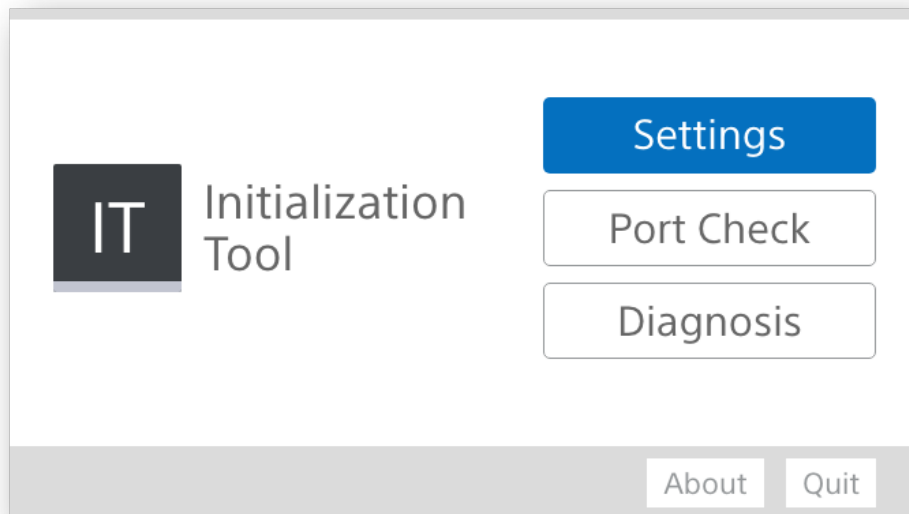 IT
Initialization
Tool
Settings
Port Check
Diagnosis
About
Quit